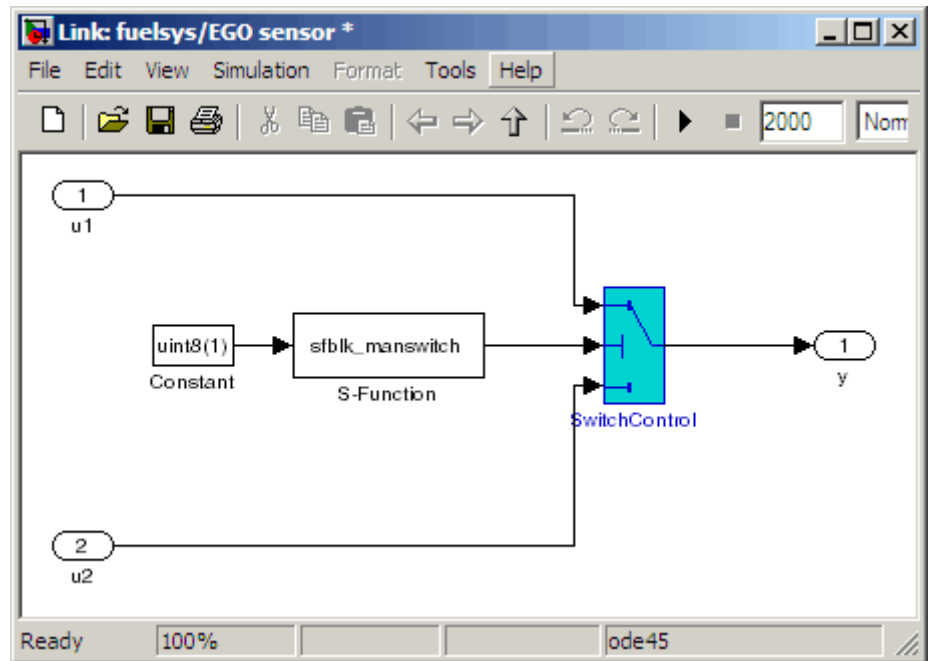 Link: fuelsys/EGO sensor *
File Edit View Simulation Format Tools Help
2000
Norm
1
u1
uint8(1)
Constant
sfblk_manswitch
S-Function
SwitchControl
1
y
2
u2
Ready 100% ode45